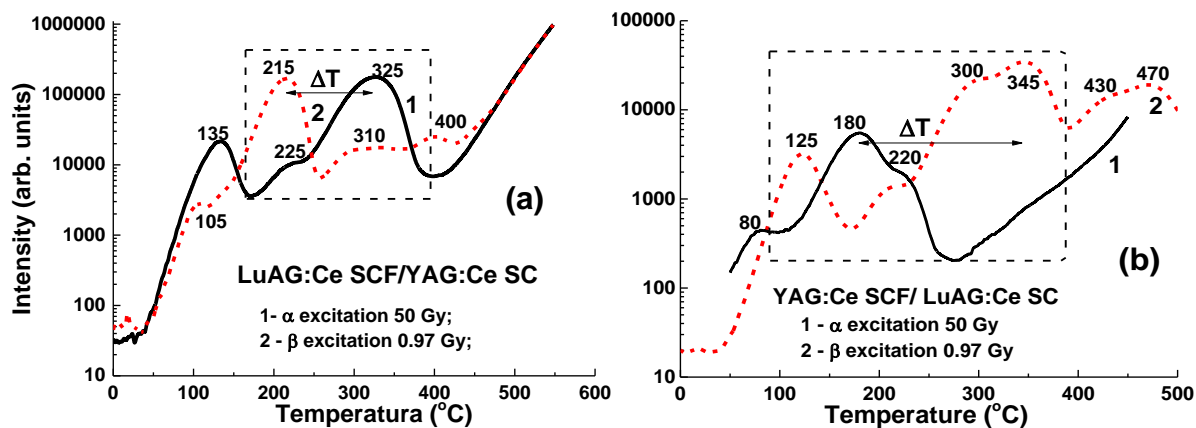 Intensity (arb. units)
1000000
100000
10000
1000
100
10
215
ΔT
325
135
2
1
225
310
400
105
(a)
LuAG:Ce SCF/YAG:Ce SC
1- α excitation 50 Gy;
2 - β excitation 0.97 Gy;
0 100 200 300 400 500 600
Temperatura (°C)
100000
10000
1000
100
10
300
345
430
470
180
125
ΔT
2
220
1
80
(b)
YAG:Ce SCF/ LuAG:Ce SC
1 - α excitation 50 Gy
2 - β excitation 0.97 Gy
0 100 200 300 400 500
Temperature (°C)